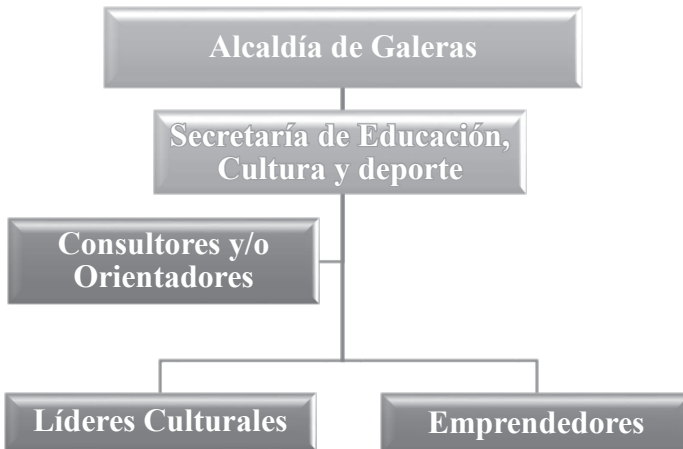 Alcaldía de Galeras
Secretaría de Educación,
Cultura y deporte
Consultores y/o
Orientadores
Líderes Culturales
Emprendedores